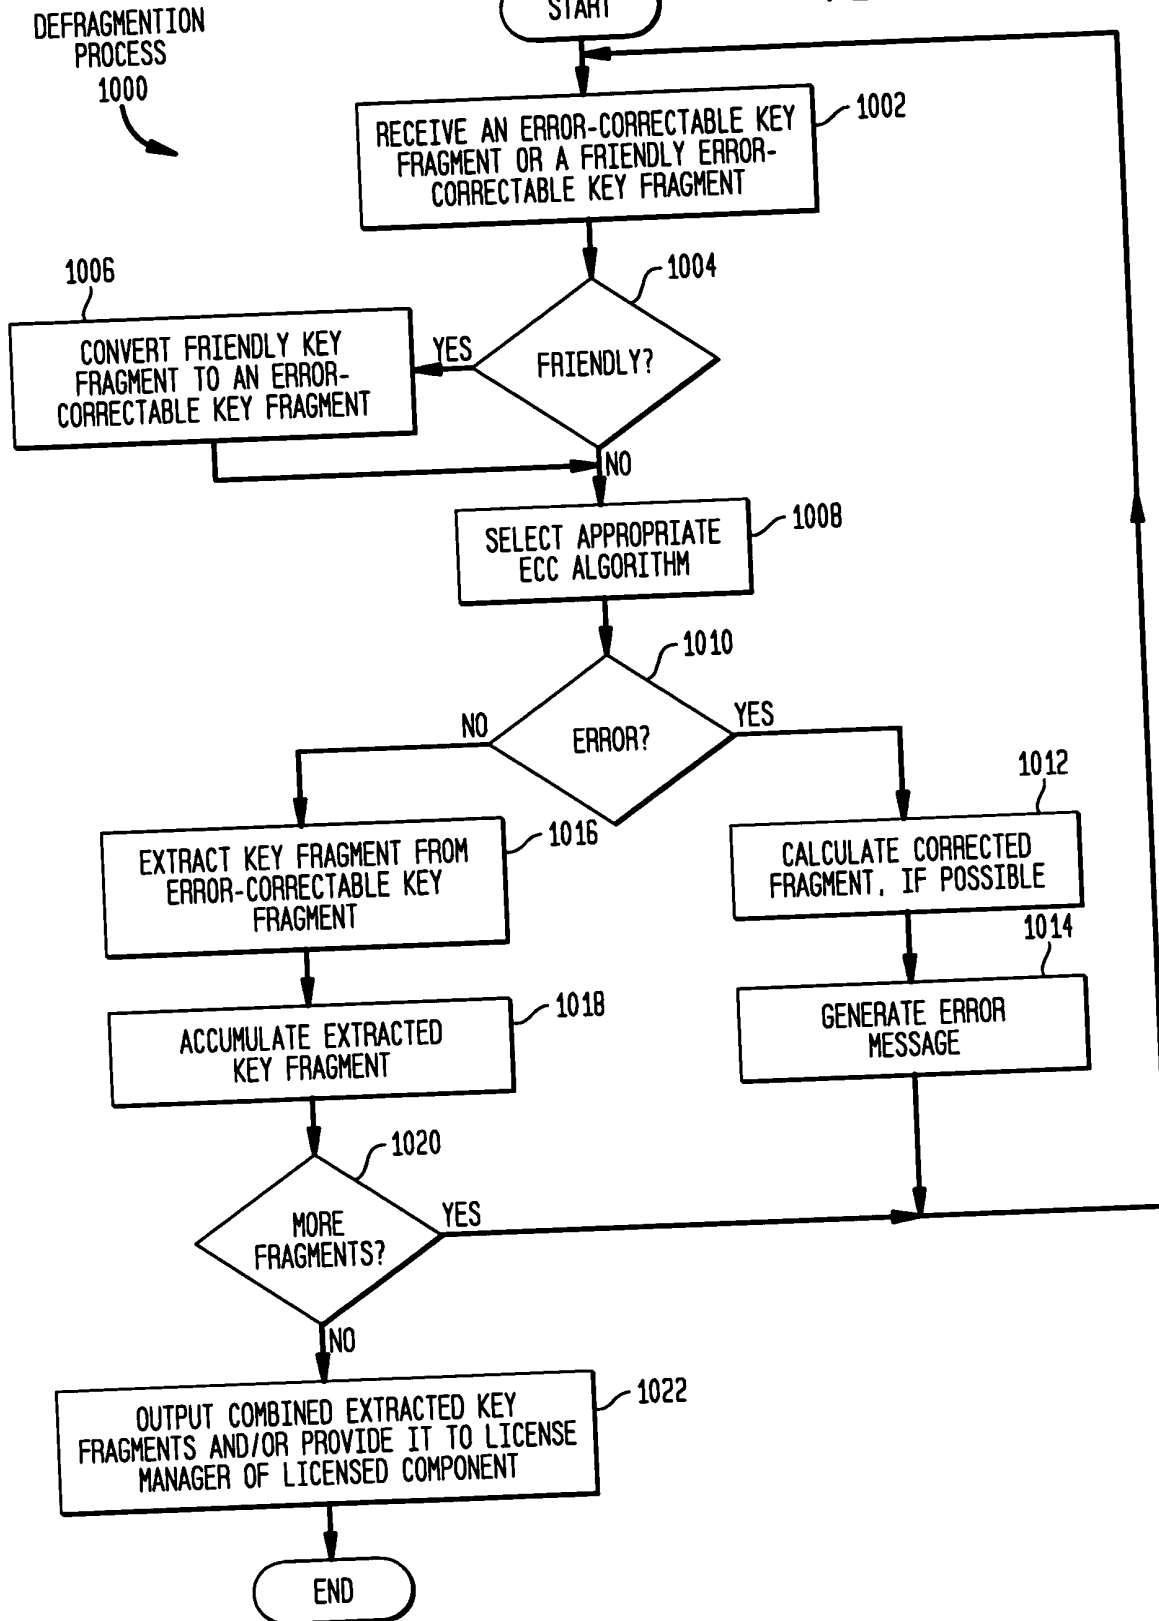 DEFRAGMENTION
PROCESS
1000
START
RECEIVE AN ERROR-CORRECTABLE KEY
FRAGMENT OR A FRIENDLY ERROR-
CORRECTABLE KEY FRAGMENT
1002
1004
FRIENDLY?
YES
1006
CONVERT FRIENDLY KEY
FRAGMENT TO AN ERROR-
CORRECTABLE KEY FRAGMENT
NO
SELECT APPROPRIATE
ECC ALGORITHM
1008
1010
ERROR?
NO
YES
1012
CALCULATE CORRECTED
FRAGMENT, IF POSSIBLE
1016
EXTRACT KEY FRAGMENT FROM
ERROR-CORRECTABLE KEY
FRAGMENT
1014
GENERATE ERROR
MESSAGE
1018
ACCUMULATE EXTRACTED
KEY FRAGMENT
1020
MORE
FRAGMENTS?
YES
NO
1022
OUTPUT COMBINED EXTRACTED KEY
FRAGMENTS AND/OR PROVIDE IT TO LICENSE
MANAGER OF LICENSED COMPONENT
END